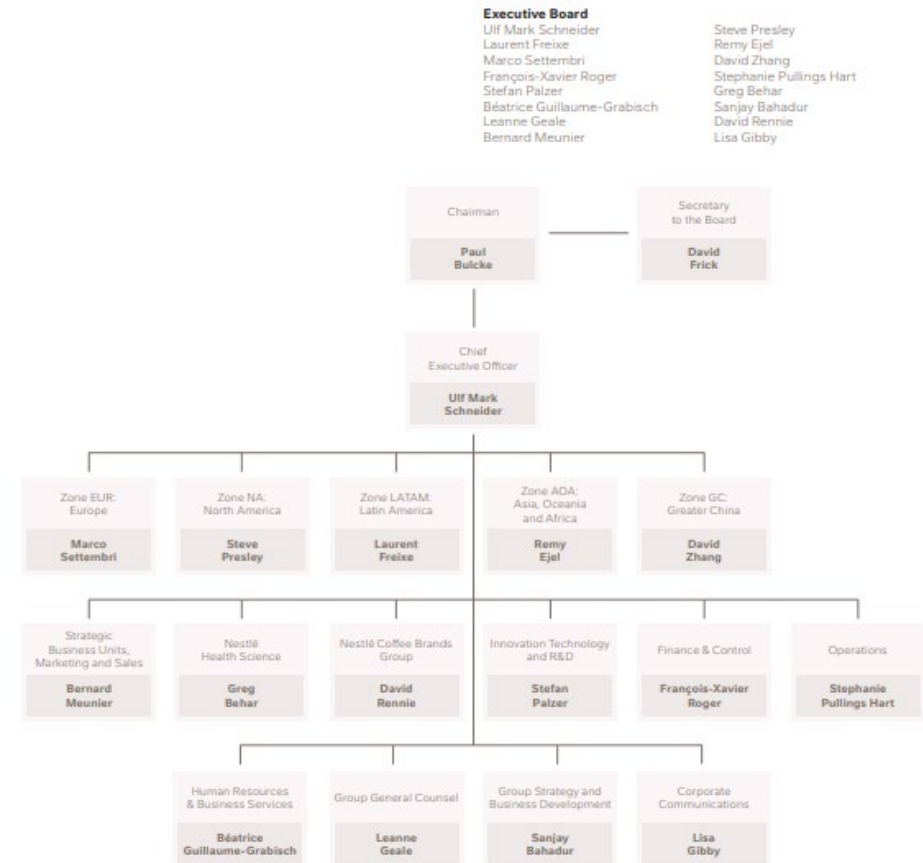 Executive Board
Ulf Mark Schneider
Laurent Freixe
Marco Settembri
François-Xavier Roger
Stefan Palzer
Béatrice Guillaume-Grabisch
Leanne Geale
Bernard Meunier
Steve Presley
Remy Ejel
David Zhang
Stephanie Pullings Hart
Greg Behar
Sanjay Bahadur
David Rennie
Lisa Gibby
Chairman
Paul
Bulcke
Secretary
to the Board
David
Frick
Chief
Executive Officer
Ulf Mark
Schneider
Zone EUR:
Europe
Marco
Settembri
Zone NA:
North America
Steve
Presley
Zone LATAM:
Latin America
Laurent
Freixe
Zone AOA:
Asia, Oceania
and Africa
Remy
Ejel
Zone GC:
Greater China
David
Zhang
Strategic
Business Units,
Marketing and Sales
Bernard
Meunier
Nestlé
Health Science
Greg
Behar
Nestlé Coffee Brands
Group
David
Rennie
Innovation Technology
and R&D
Stefan
Palzer
Finance & Control
François-Xavier
Roger
Operations
Stephanie
Pullings Hart
Human Resources
& Business Services
Béatrice
Guillaume-Grabisch
Group General Counsel
Leanne
Geale
Group Strategy and
Business Development
Sanjay
Bahadur
Corporate
Communications
Lisa
Gibby